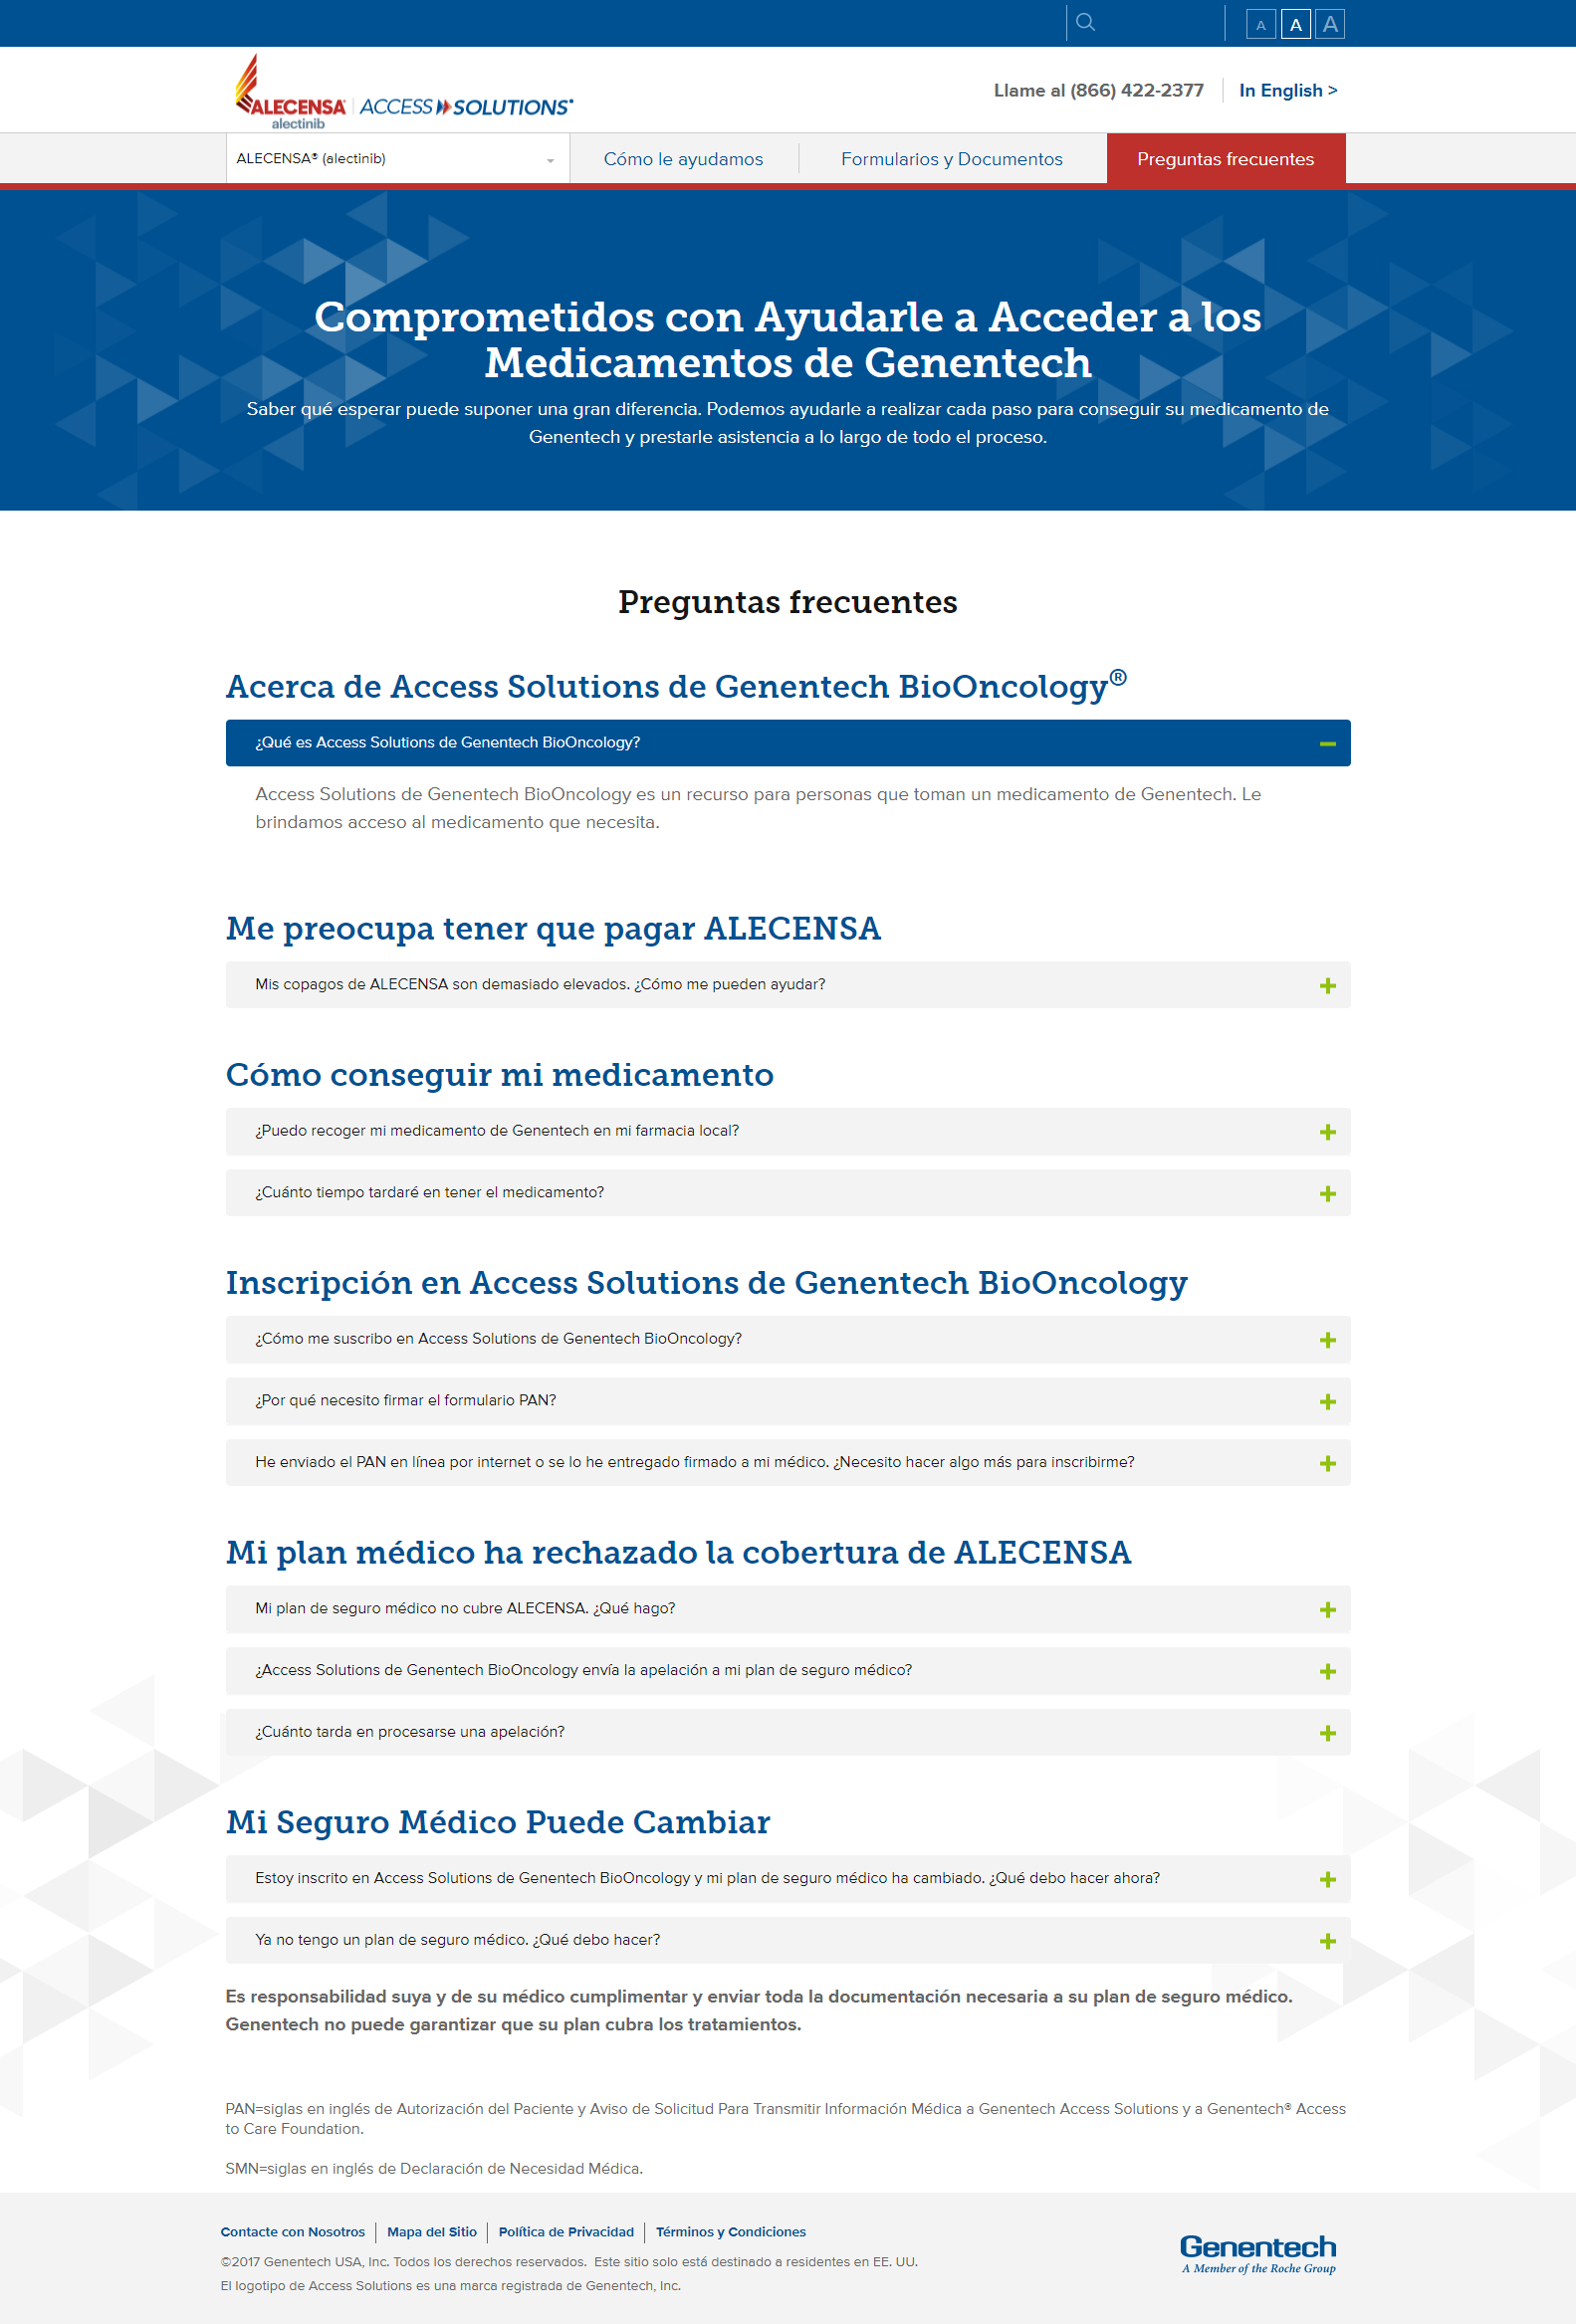 A A A
ALECENSA® ACCESS SOLUTIONS®
alectinib
Llame al (866) 422-2377
In English >
ALECENSA® (alectinib)
Cómo le ayudamos
Formularios y Documentos
Preguntas frecuentes
Comprometidos con Ayudarle a Acceder a los
Medicamentos de Genentech
Saber qué esperar puede suponer una gran diferencia. Podemos ayudarle a realizar cada paso para conseguir su medicamento de
Genentech y prestarle asistencia a lo largo de todo el proceso.
Preguntas frecuentes
Acerca de Access Solutions de Genentech BioOncology®
¿Qué es Access Solutions de Genentech BioOncology?
Access Solutions de Genentech BioOncology es un recurso para personas que toman un medicamento de Genentech. Le
brindamos acceso al medicamento que necesita.
Me preocupa tener que pagar ALECENSA
Mis copagos de ALECENSA son demasiado elevados. ¿Cómo me pueden ayudar?
Cómo conseguir mi medicamento
¿Puedo recoger mi medicamento de Genentech en mi farmacia local?
¿Cuánto tiempo tardaré en tener el medicamento?
Inscripción en Access Solutions de Genentech BioOncology
¿Cómo me suscribo en Access Solutions de Genentech BioOncology?
¿Por qué necesito firmar el formulario PAN?
He enviado el PAN en línea por internet o se lo he entregado firmado a mi médico. ¿Necesito hacer algo más para inscribirme?
Mi plan médico ha rechazado la cobertura de ALECENSA
Mi plan de seguro médico no cubre ALECENSA. ¿Qué hago?
¿Access Solutions de Genentech BioOncology envía la apelación a mi plan de seguro médico?
¿Cuánto tarda en procesarse una apelación?
Mi Seguro Médico Puede Cambiar
Estoy inscrito en Access Solutions de Genentech BioOncology y mi plan de seguro médico ha cambiado. ¿Qué debo hacer ahora?
Ya no tengo un plan de seguro médico. ¿Qué debo hacer?
Es responsabilidad suya y de su médico cumplimentar y enviar toda la documentación necesaria a su plan de seguro médico.
Genentech no puede garantizar que su plan cubra los tratamientos.
PAN=siglas en inglés de Autorización del Paciente y Aviso de Solicitud Para Transmitir Información Médica a Genentech Access Solutions y a Genentech® Access
to Care Foundation.
SMN=siglas en inglés de Declaración de Necesidad Médica.
Contacte con Nosotros
Mapa del Sitio
Política de Privacidad
Términos y Condiciones
©2017 Genentech USA, Inc. Todos los derechos reservados. Este sitio solo está destinado a residentes en EE. UU.
El logotipo de Access Solutions es una marca registrada de Genentech, Inc.
Genentech
A Member of the Roche Group